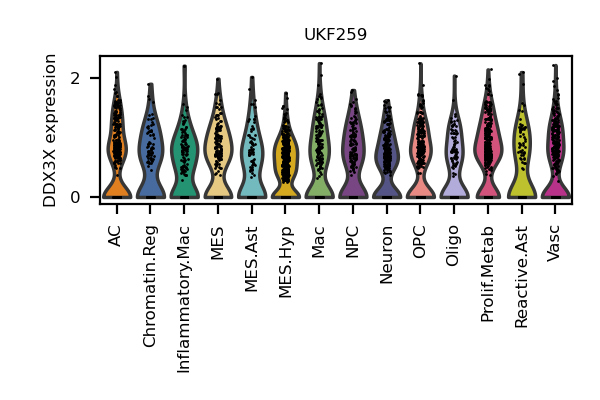 UKF259
DDX3X expression
2
0
AC
Chromatin.Reg
Inflammatory.Mac
MES
MES.Ast
MES.Hyp
Mac
NPC
Neuron
OPC
Oligo
Prolif.Metab
Reactive.Ast
Vasc